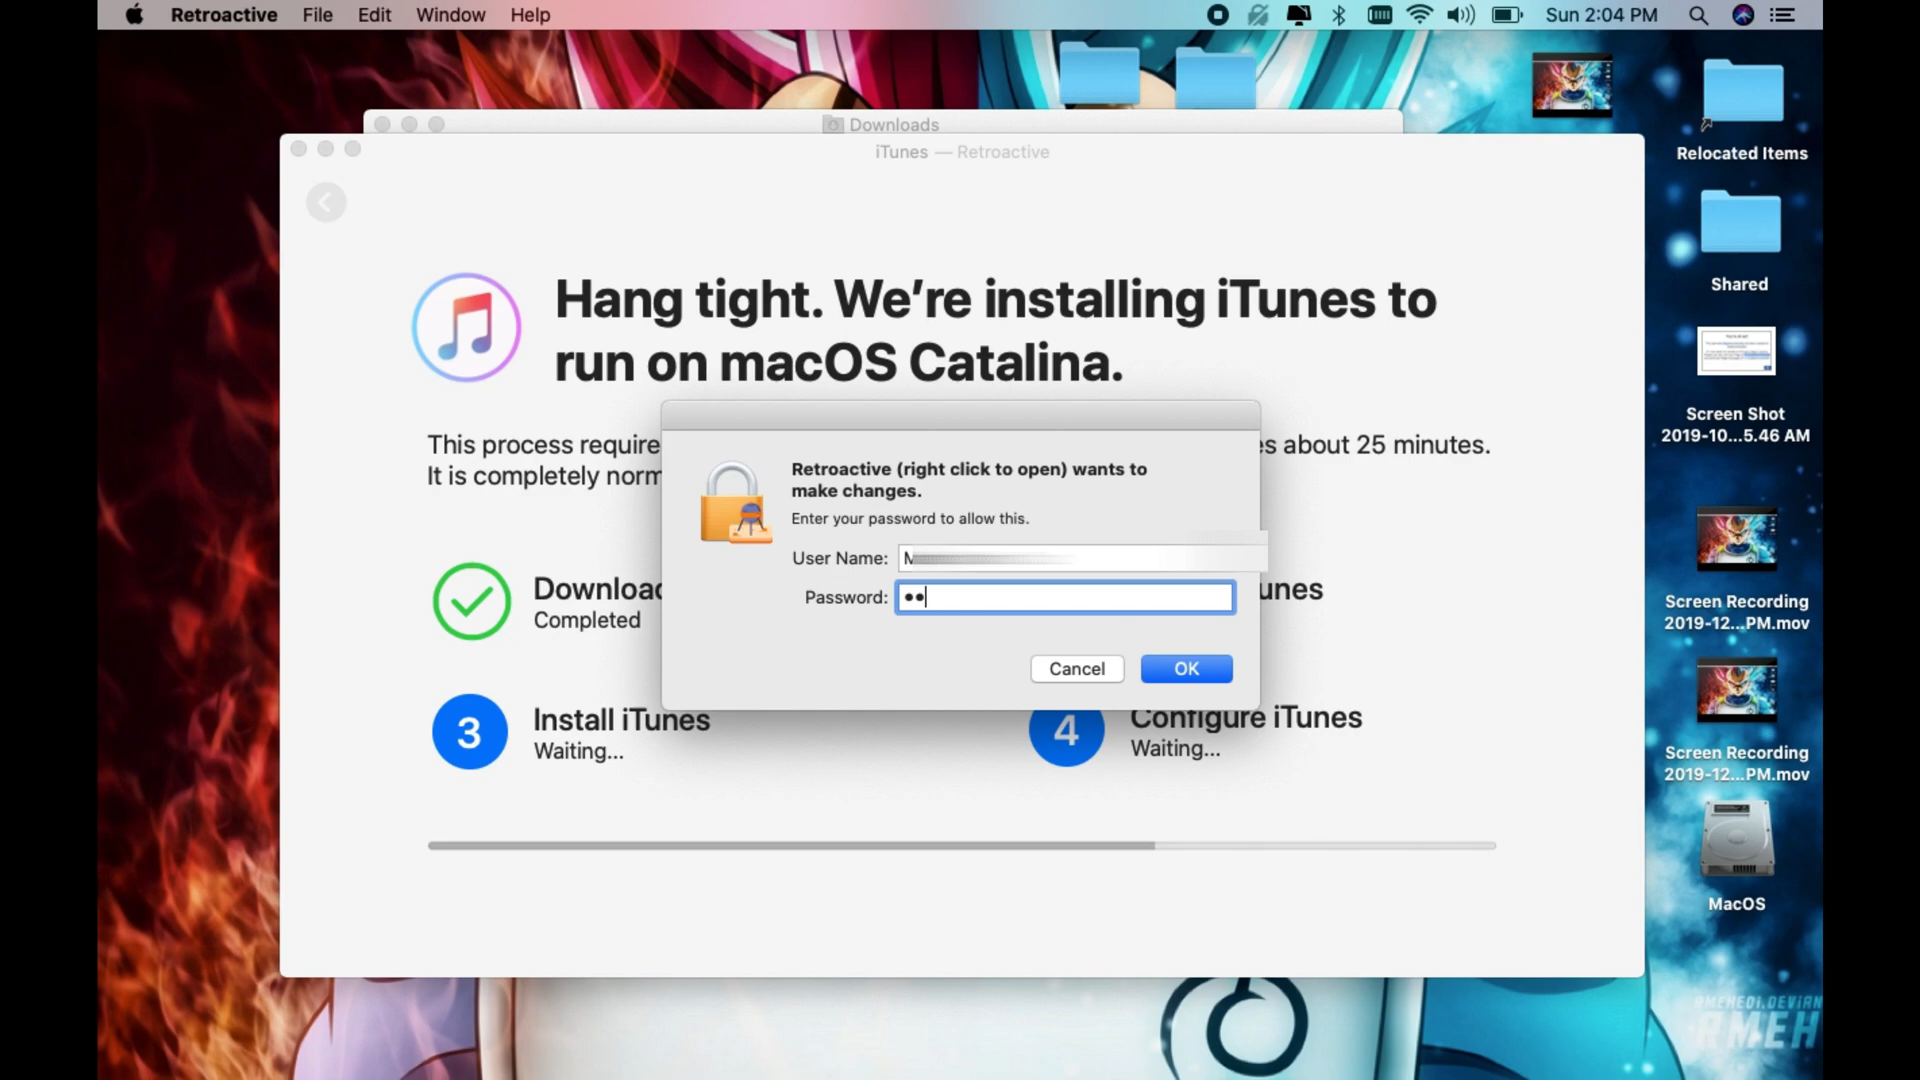 Retroactive File Edit Window Help Sun 2:04 PM
Downloads
iTunes — Retroactive
Relocated Items
Shared
Hang tight. We're installing iTunes to
run on macOS Catalina.
Screen Shot
2019-10...5.46 AM
This process require
s about 25 minutes.
It is completely norm
Retroactive (right click to open) wants to
make changes.
Enter your password to allow this.
User Name: M
Password: ••
Cancel OK
Completed
Screen Recording
2019-12...PM.mov
3 Install iTunes
Waiting...
4 Configure iTunes
Waiting...
Screen Recording
2019-12...PM.mov
MacOS
RMEHEDI.DEVIAN
RMEH